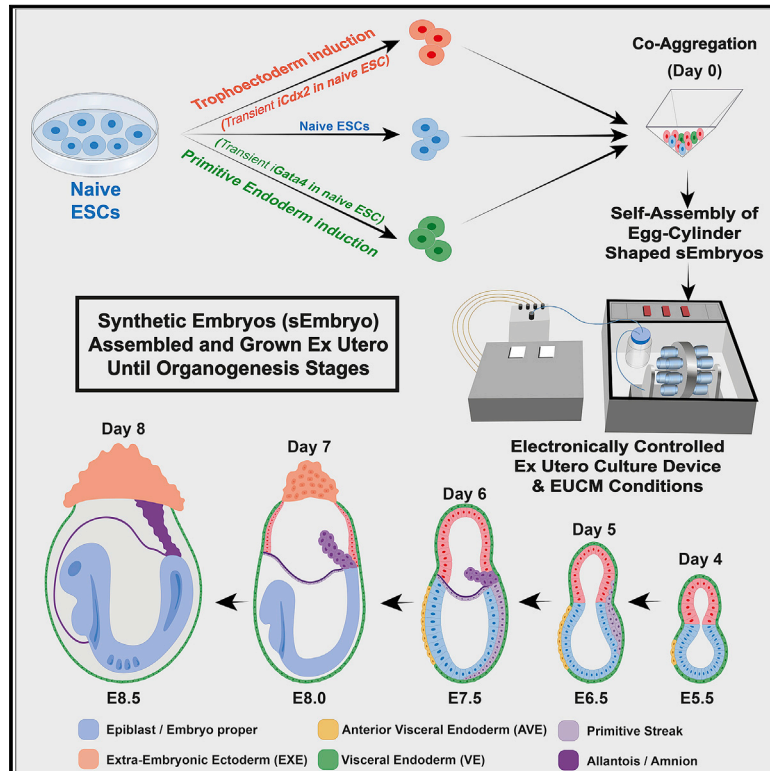 Trophoectoderm induction
(Transient iCdx2 in naive ESC)
Naive ESCs
(Transient iGata4 in naive ESC)
Primitive Endoderm induction
Naive
ESCs
Co-Aggregation
(Day 0)
Self-Assembly of
Egg-Cylinder
Shaped sEmbryos
Synthetic Embryos (sEmbryo)
Assembled and Grown Ex Utero
Until Organogenesis Stages
Electronically Controlled
Ex Utero Culture Device
& EUCM Conditions
Day 8
Day 7
Day 6
Day 5
Day 4
E8.5
E8.0
E7.5
E6.5
E5.5
Epiblast / Embryo proper
Anterior Visceral Endoderm (AVE)
Primitive Streak
Extra-Embryonic Ectoderm (EXE)
Visceral Endoderm (VE)
Allantois / Amnion